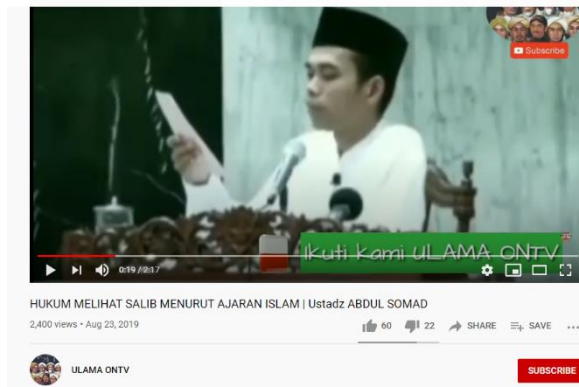 Subscribe
Ikuti Kami ULAMA ONTV
0:19 / 2:17
HUKUM MELIHAT SALIB MENURUT AJARAN ISLAM | Ustadz ABDUL SOMAD
2,400 views • Aug 23, 2019
60 22 SHARE SAVE ...
ULAMA ONTV
SUBSCRIBE